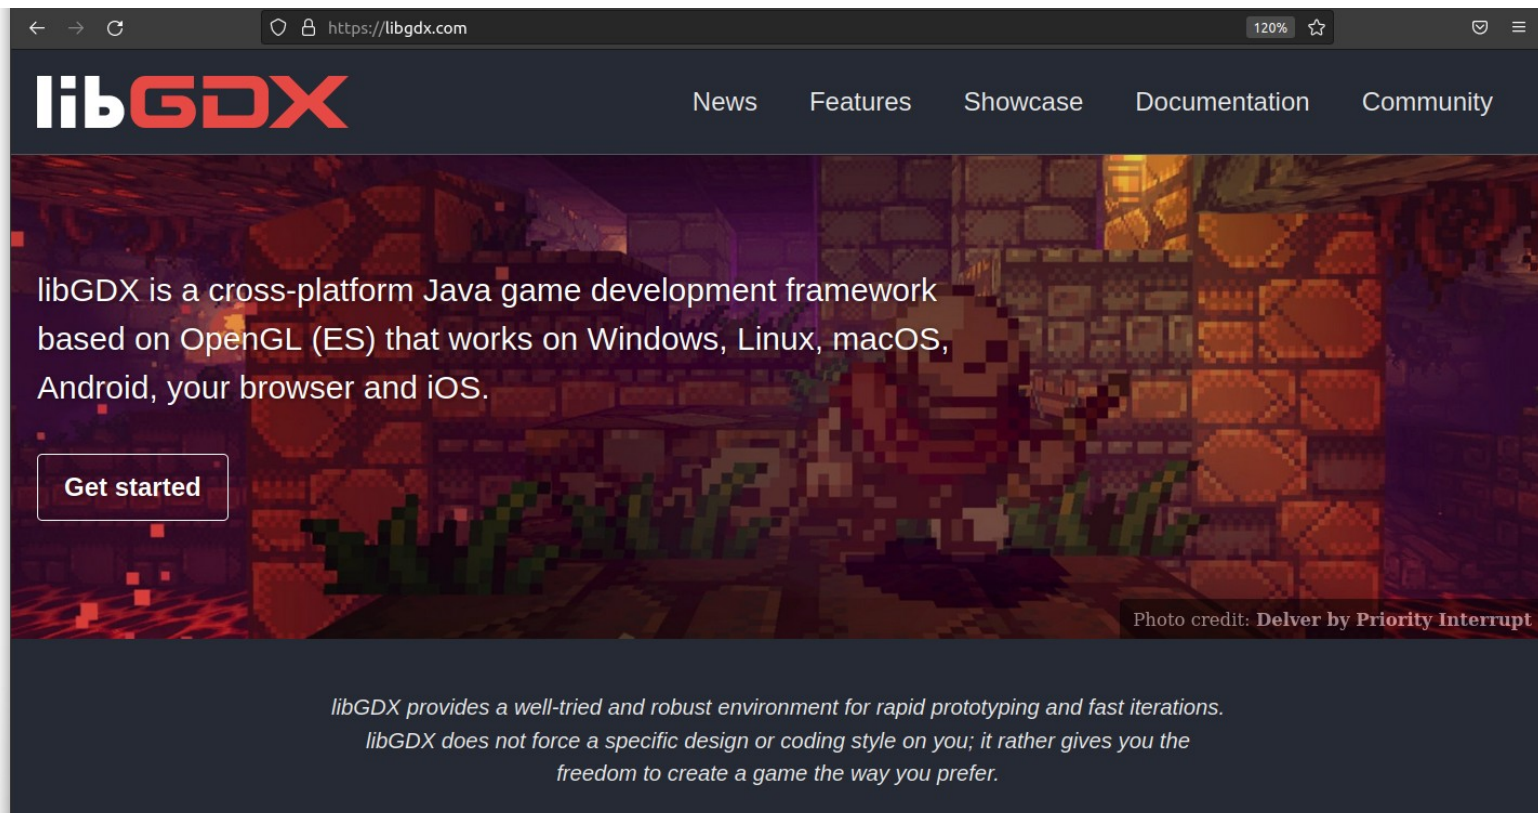 https://libgdx.com 120%
libGDX News Features Showcase Documentation Community
libGDX is a cross-platform Java game development framework
based on OpenGL (ES) that works on Windows, Linux, macOS,
Android, your browser and iOS.
Get started
Photo credit: Delver by Priority Interrupt
libGDX provides a well-tried and robust environment for rapid prototyping and fast iterations.
libGDX does not force a specific design or coding style on you; it rather gives you the
freedom to create a game the way you prefer.